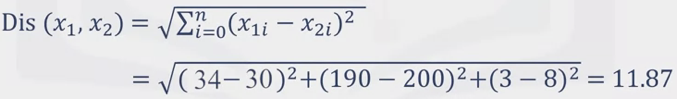 Dis (x₁, x₂) = √∑ⁿᵢ₌₀(x₁ᵢ − x₂ᵢ)²
= √( 34− 30)²+(190 − 200)²+(3 − 8)² = 11.87